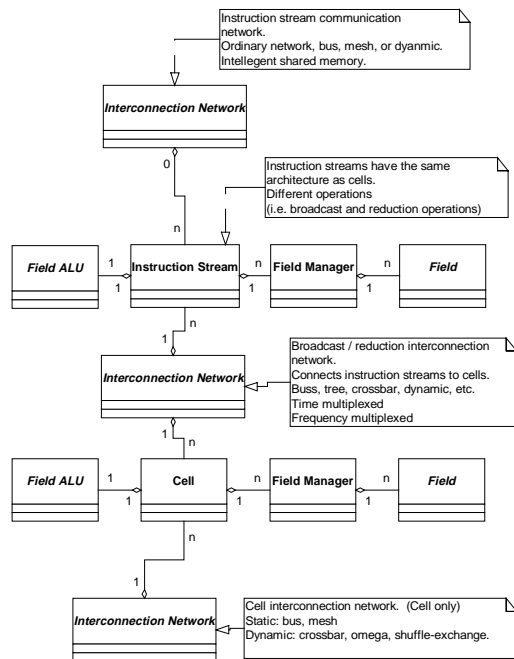 Instruction stream communication
network.
Ordinary network, bus, mesh, or dyanmic.
Intellegent shared memory.
Interconnection Network
0
Instruction streams have the same
architecture as cells.
Different operations
(i.e. broadcast and reduction operations)
n
Field ALU
1
1
Instruction Stream
n
1
Field Manager
n
1
Field
n
Broadcast / reduction interconnection
network.
Connects instruction streams to cells.
Buss, tree, crossbar, dynamic, etc.
Time multiplexed
Frequency multiplexed
1
Interconnection Network
1
n
Field ALU
1
1
Cell
n
1
Field Manager
n
1
Field
n
1
Interconnection Network
Cell interconnection network. (Cell only)
Static: bus, mesh
Dynamic: crossbar, omega, shuffle-exchange.